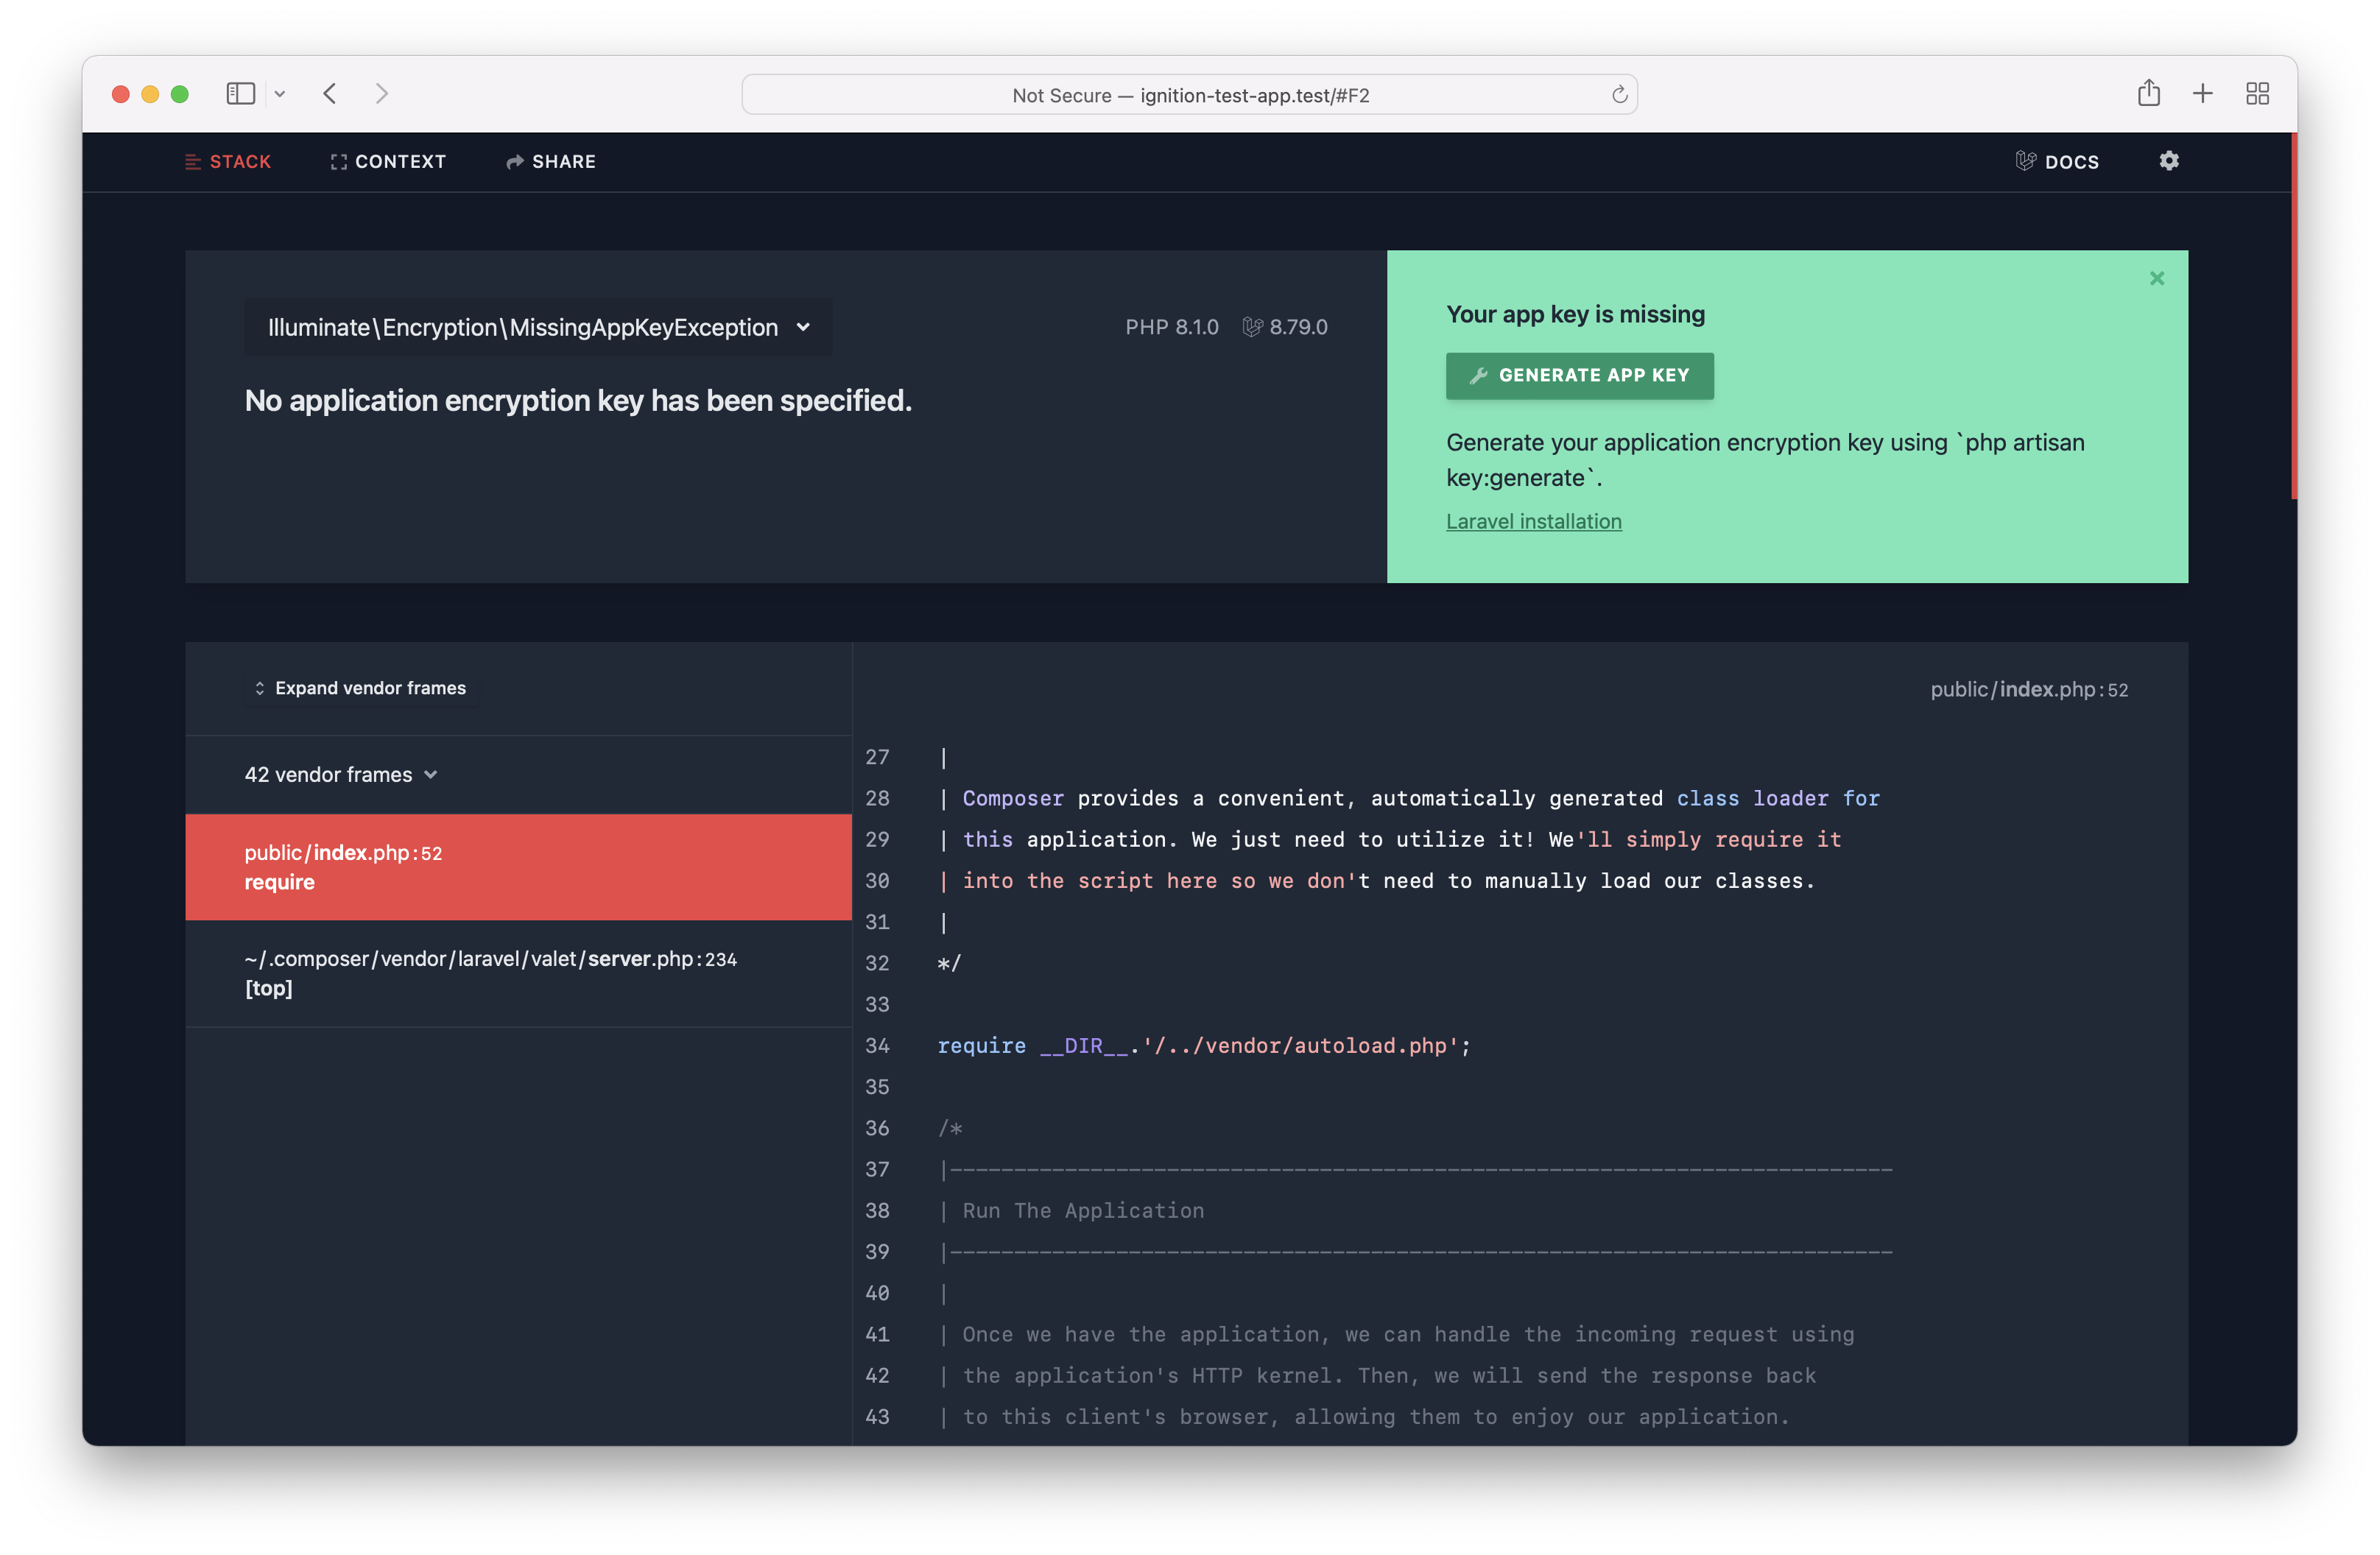 Not Secure — ignition-test-app.test/#F2
STACK
CONTEXT
SHARE
DOCS
Illuminate\Encryption\MissingAppKeyException
PHP 8.1.0
8.79.0
No application encryption key has been specified.
Your app key is missing
GENERATE APP KEY
Generate your application encryption key using `php artisan
key:generate`.
Laravel installation
Expand vendor frames
42 vendor frames
public/index.php:52
require
~/.composer/vendor/laravel/valet/server.php:234
[top]
public/index.php:52
27 |
28 | Composer provides a convenient, automatically generated class loader for
29 | this application. We just need to utilize it! We'll simply require it
30 | into the script here so we don't need to manually load our classes.
31 |
32 */
33
34 require __DIR__.'/../vendor/autoload.php';
35
36 /*
37 |--------------------------------------------------------------------------
38 | Run The Application
39 |--------------------------------------------------------------------------
40 |
41 | Once we have the application, we can handle the incoming request using
42 | the application's HTTP kernel. Then, we will send the response back
43 | to this client's browser, allowing them to enjoy our application.